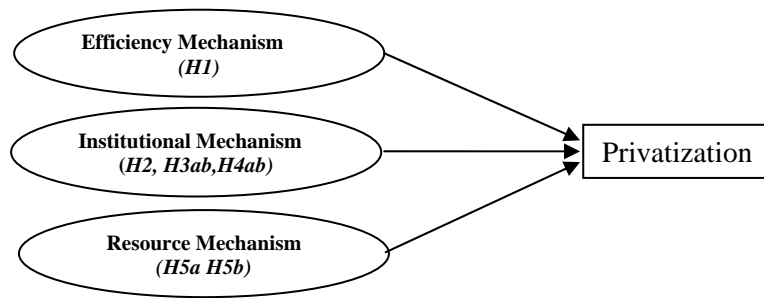 Efficiency Mechanism
(H1)
Institutional Mechanism
(H2, H3ab,H4ab)
Resource Mechanism
(H5a H5b)
Privatization